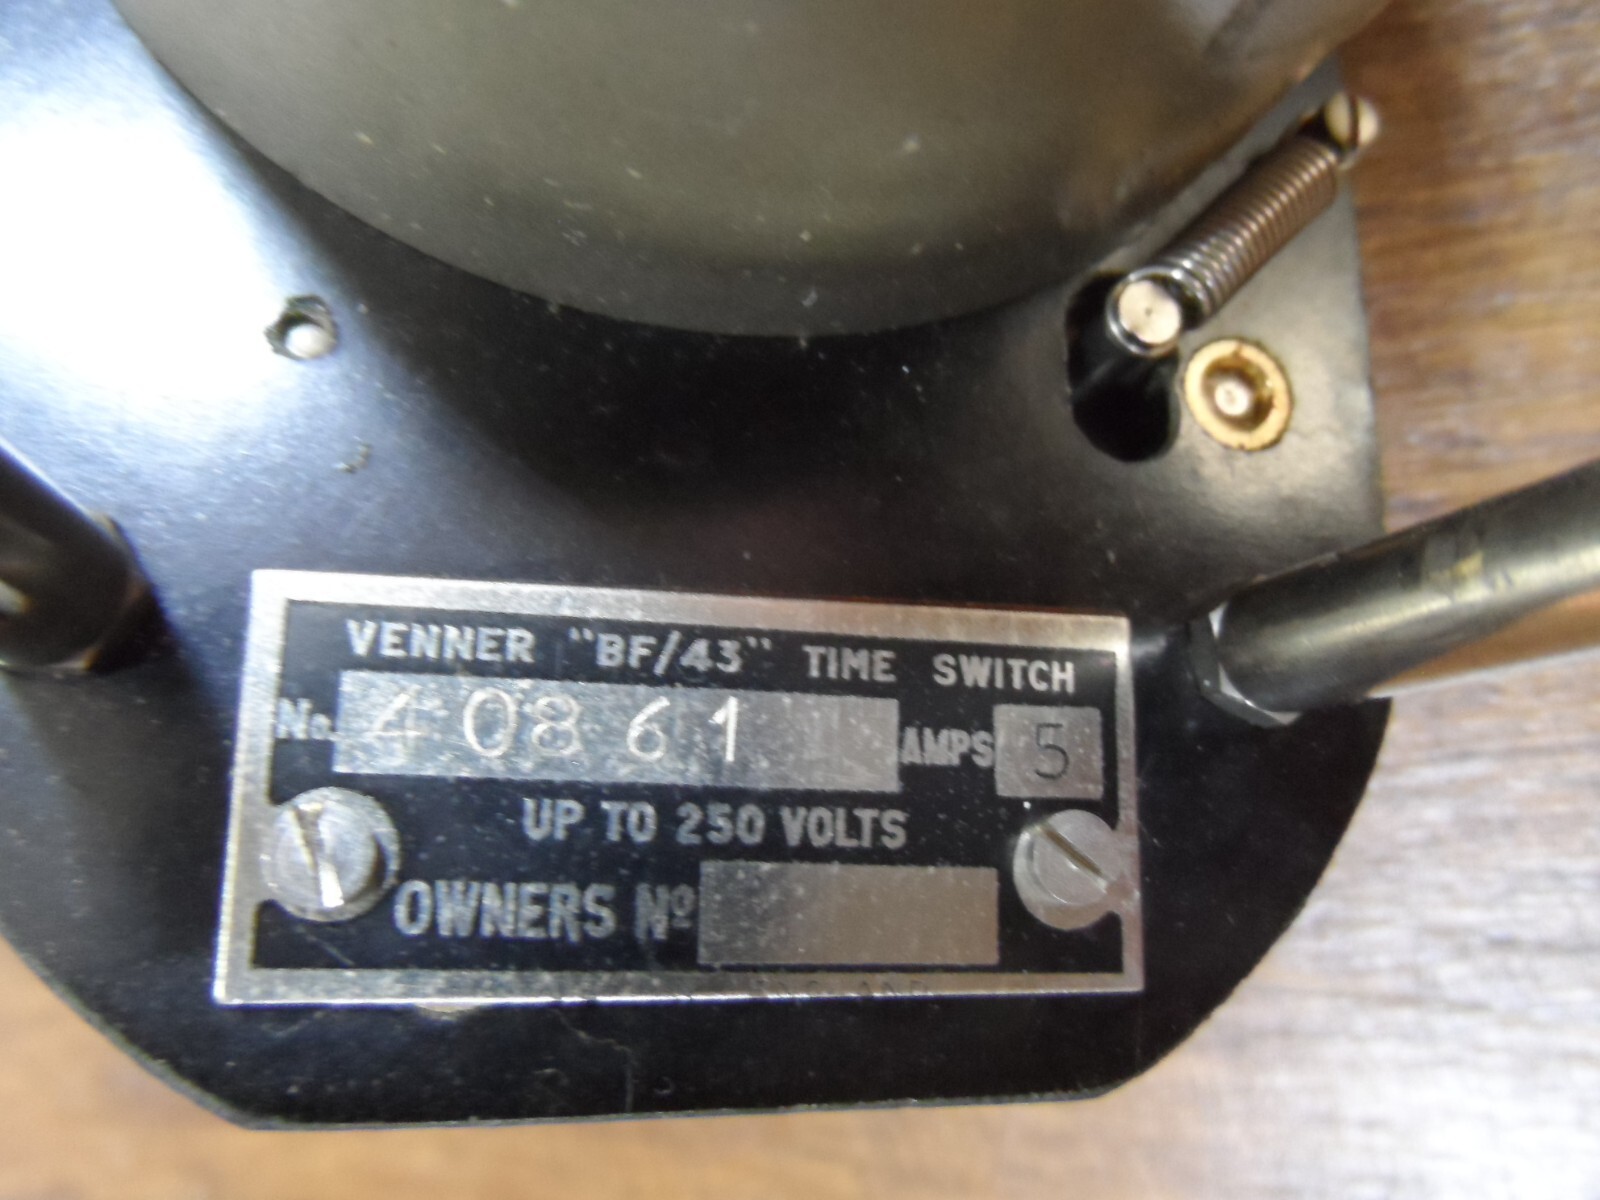 VENNER "BF/43" TIME SWITCH
No. 40861 AMPS 5
UP TO 250 VOLTS
OWNERS Nº